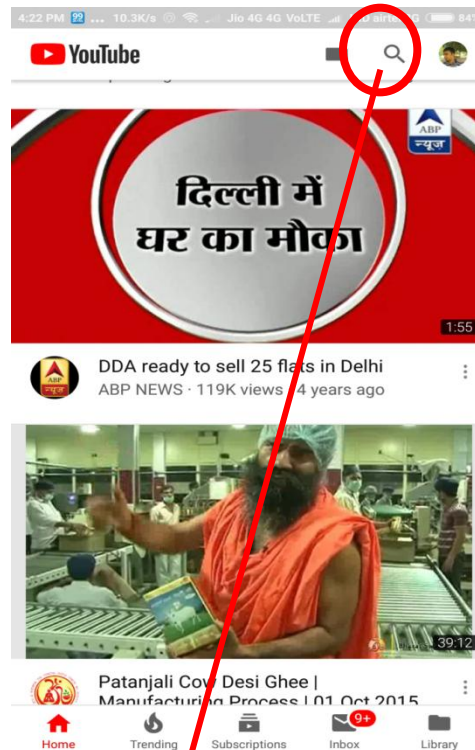 4:22 PM 99 ... 10.3K/s Jio 4G 4G VoLTE 84%
YouTube
ABP
न्यूज़
दिल्ली में
घर का मौका
1:55
DDA ready to sell 25 flats in Delhi
ABP NEWS · 119K views · 4 years ago
39:12
Patanjali Cow Desi Ghee |
Manufacturing Process | 01 Oct 2015
9+
Home Trending Subscriptions Inbox Library